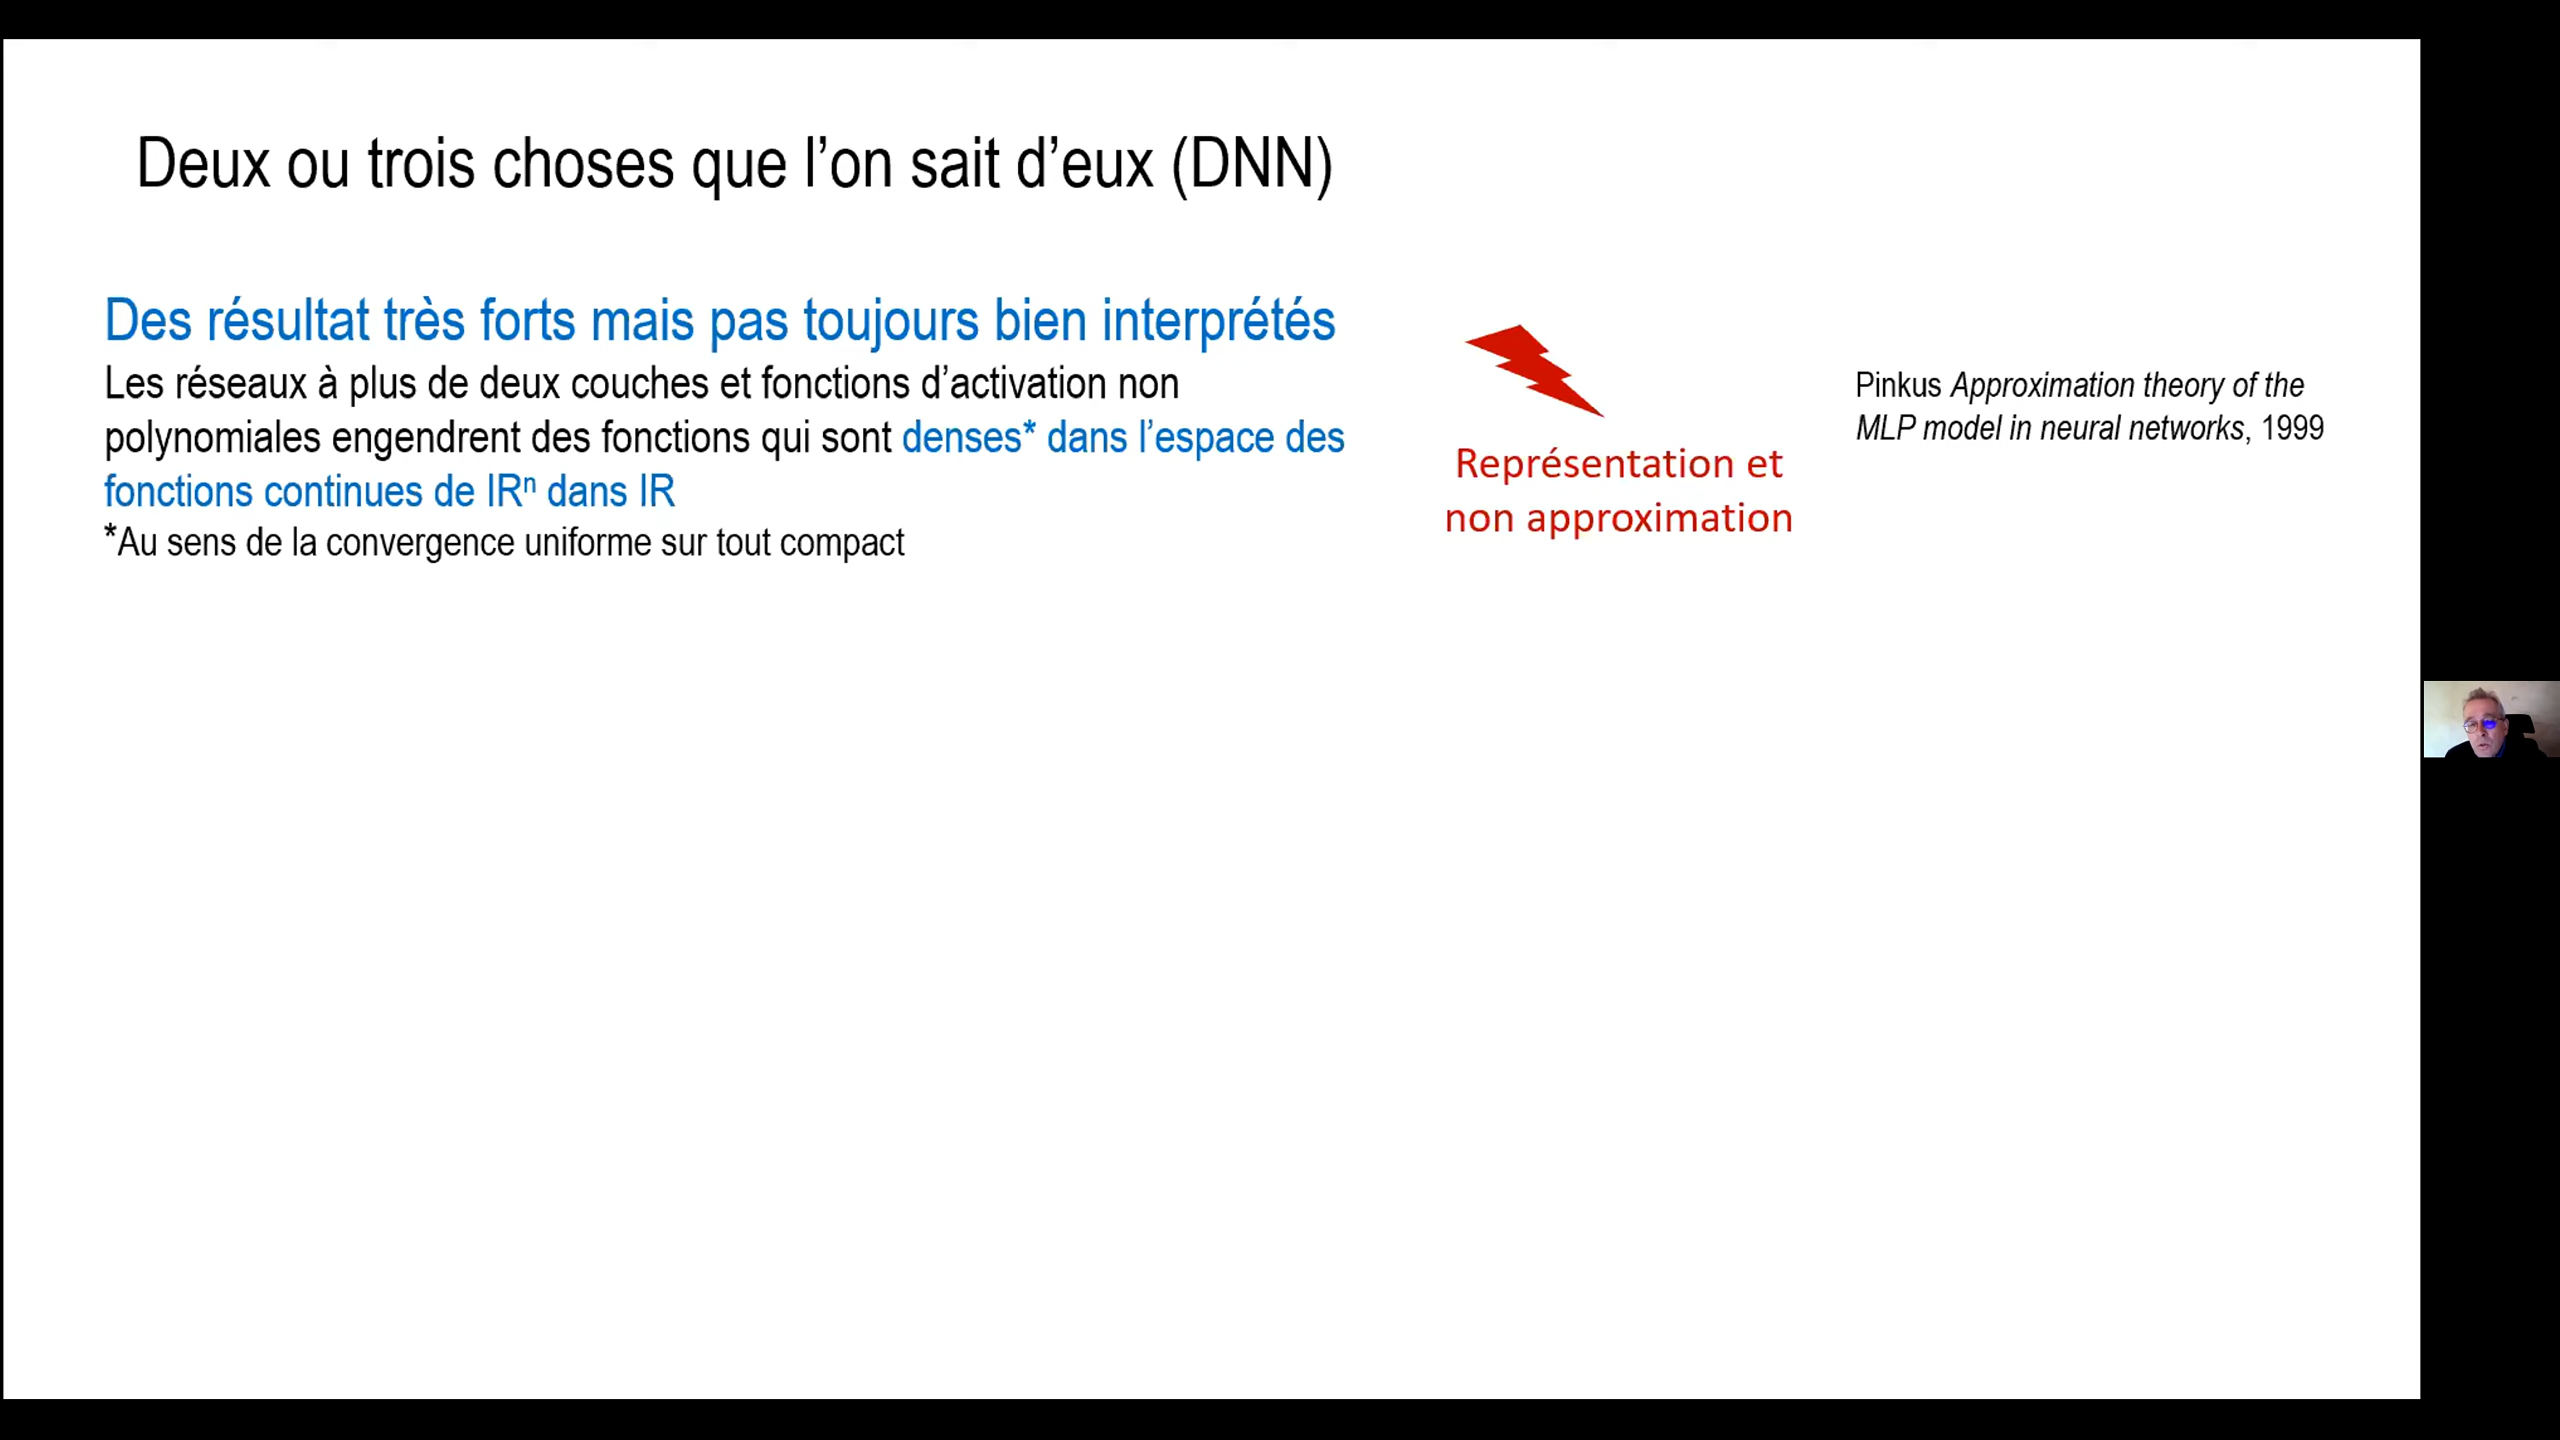 Deux ou trois choses que l’on sait d’eux (DNN)
Des résultat très forts mais pas toujours bien interprétés
Les réseaux à plus de deux couches et fonctions d’activation non
polynomiales engendrent des fonctions qui sont denses* dans l’espace des
fonctions continues de IRⁿ dans IR
*Au sens de la convergence uniforme sur tout compact
Représentation et
non approximation
Pinkus Approximation theory of the
MLP model in neural networks, 1999